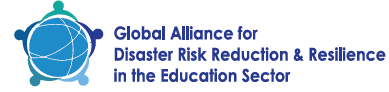 Global Alliance for
Disaster Risk Reduction & Resilience
in the Education Sector